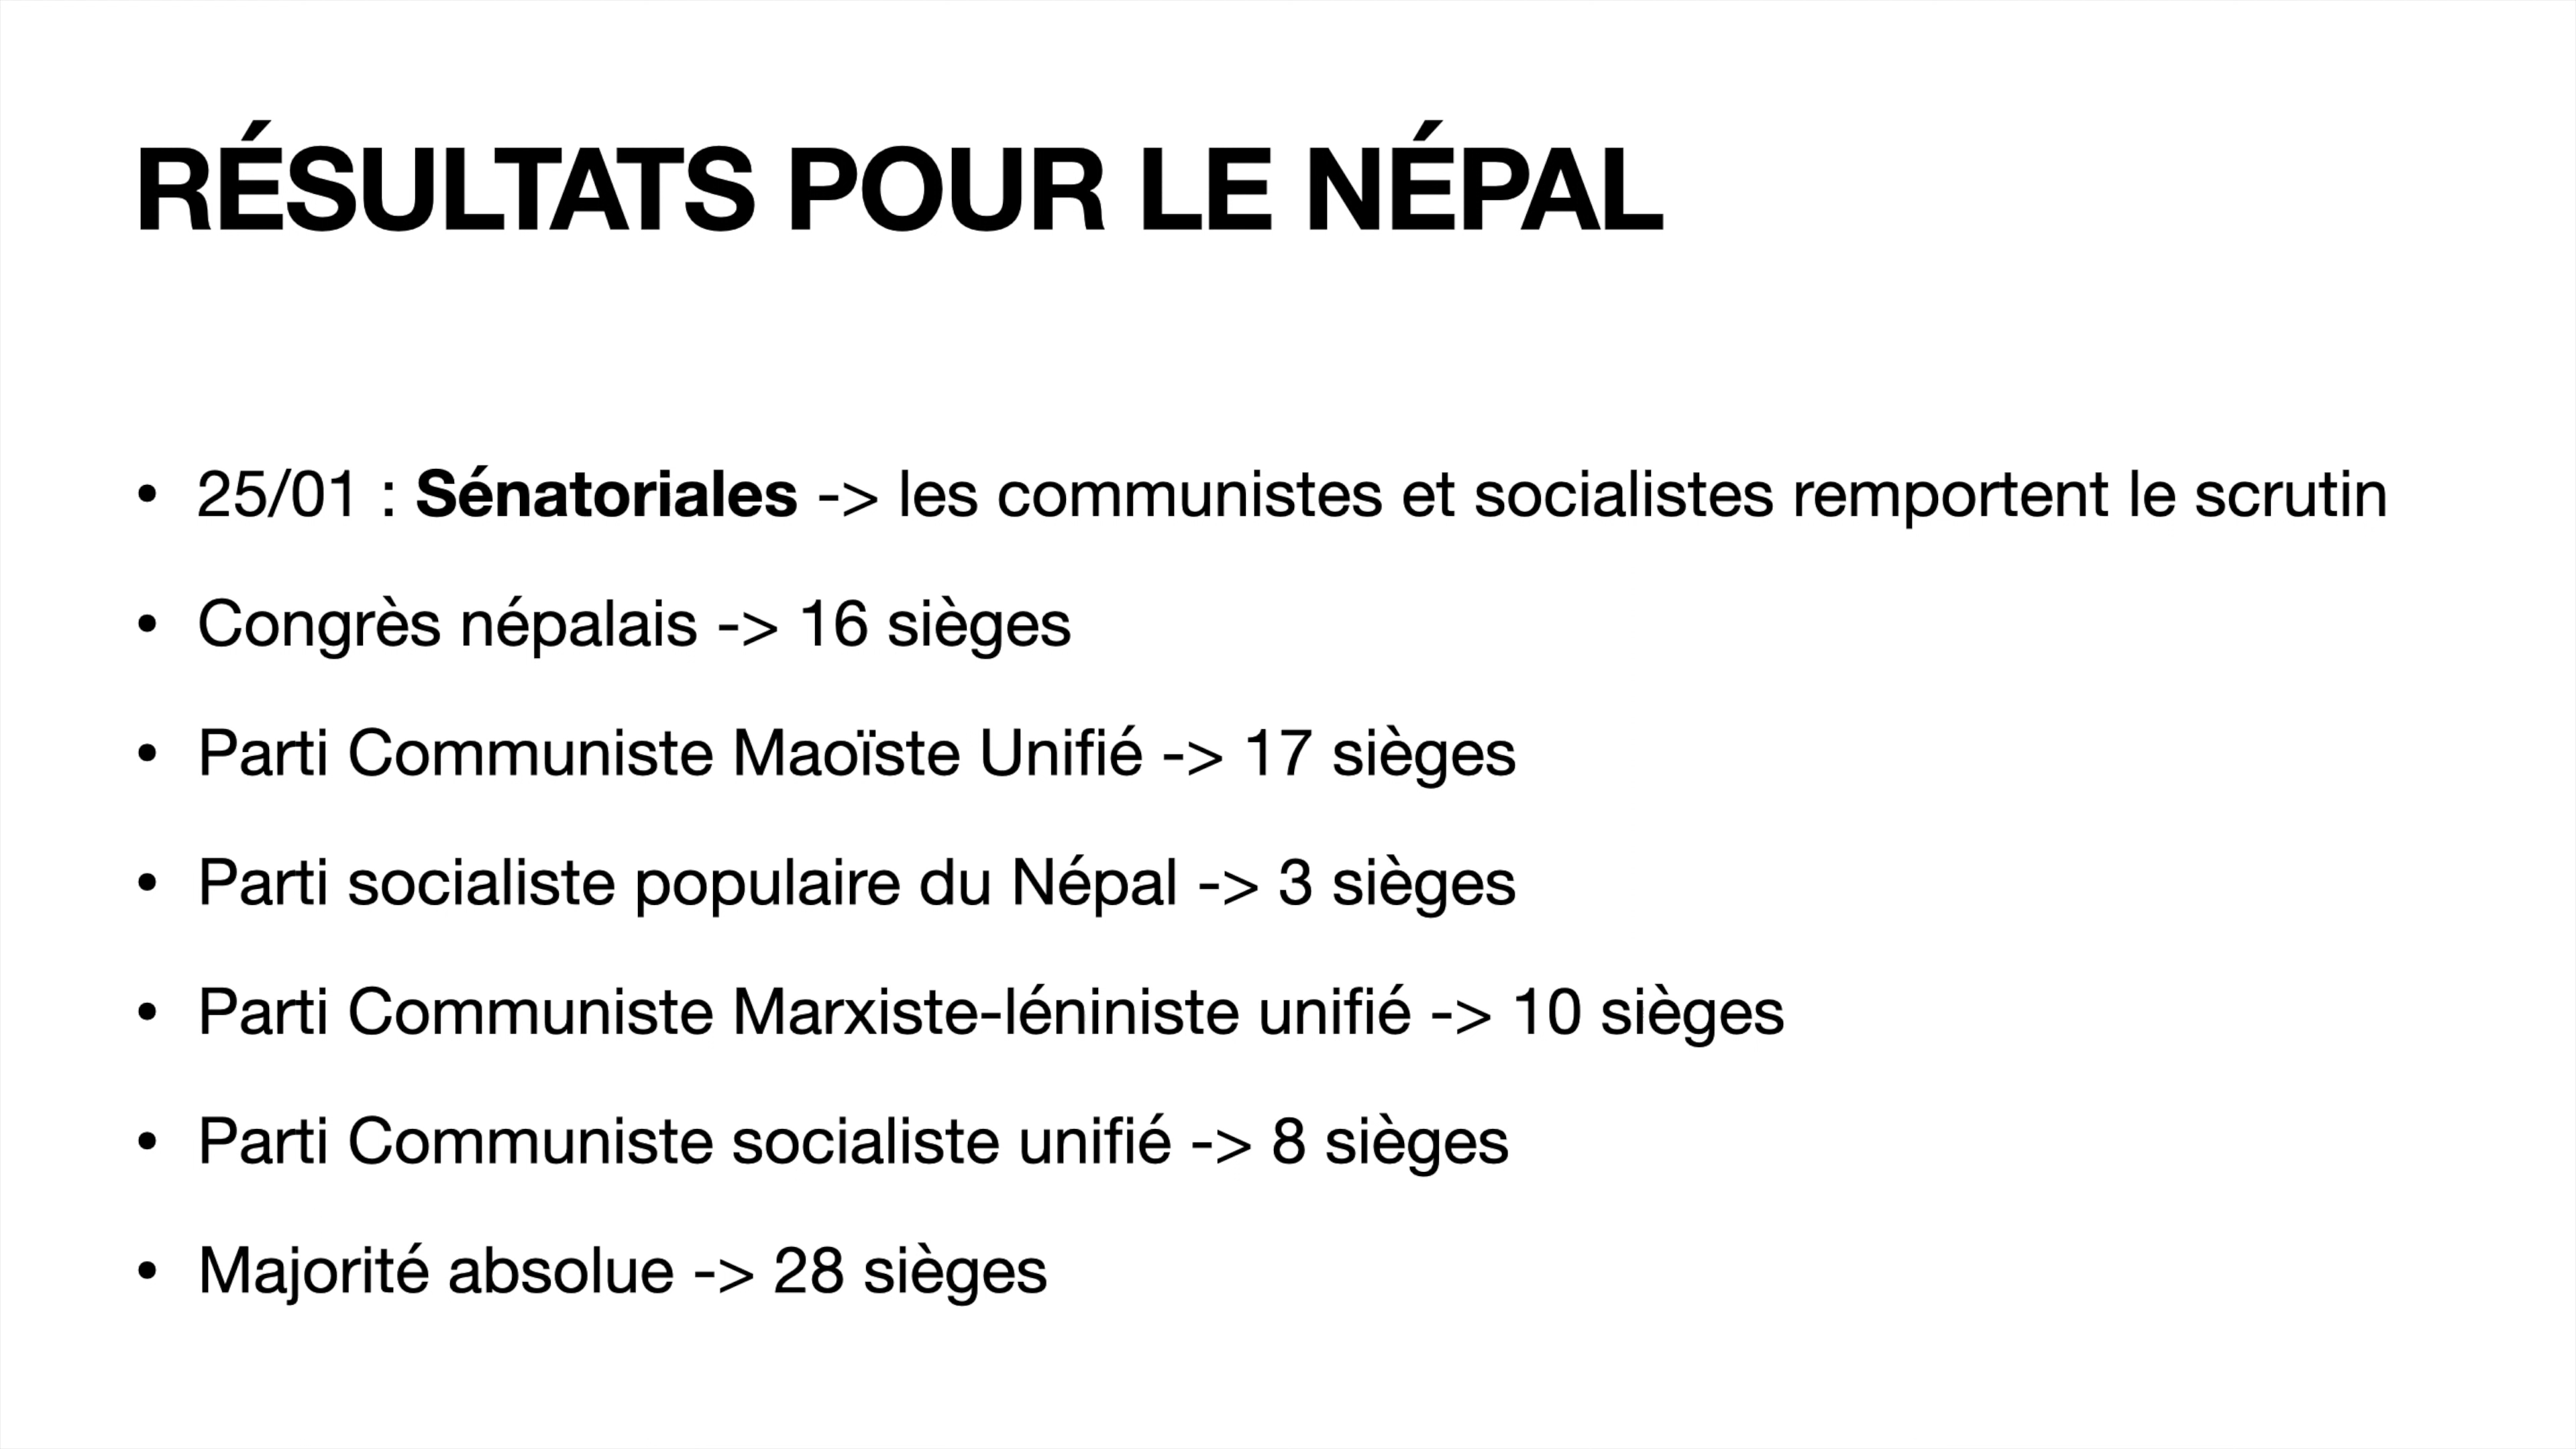 RÉSULTATS POUR LE NÉPAL
• 25/01 : Sénatoriales -> les communistes et socialistes remportent le scrutin
• Congrès népalais -> 16 sièges
• Parti Communiste Maoïste Unifié -> 17 sièges
• Parti socialiste populaire du Népal -> 3 sièges
• Parti Communiste Marxiste-léniniste unifié -> 10 sièges
• Parti Communiste socialiste unifié -> 8 sièges
• Majorité absolue -> 28 sièges